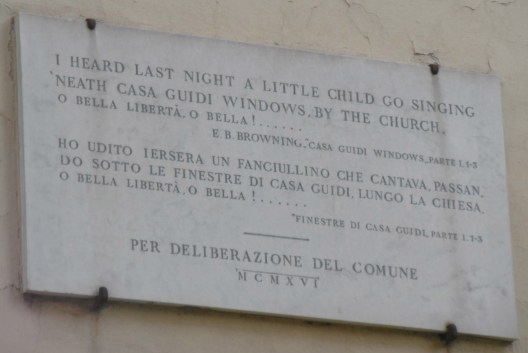 I HEARD LAST NIGHT A LITTLE CHILD GO SINGING
'NEATH CASA GUIDI WINDOWS, BY THE CHURCH,
O BELLA LIBERTÀ, O BELLA!......
E. B. BROWNING, "CASA GUIDI WINDOWS, PARTE I. 1-3
HO UDITO IERSERA UN FANCIULLINO CHE CANTAVA, PASSAN,
DO SOTTO LE FINESTRE DI CASA GUIDI, LUNGO LA CHIESA,
O BELLA LIBERTÀ, O BELLA!......
"FINESTRE DI CASA GUIDI, PARTE I. 1-3
PER DELIBERAZIONE DEL COMUNE
MCMXVI